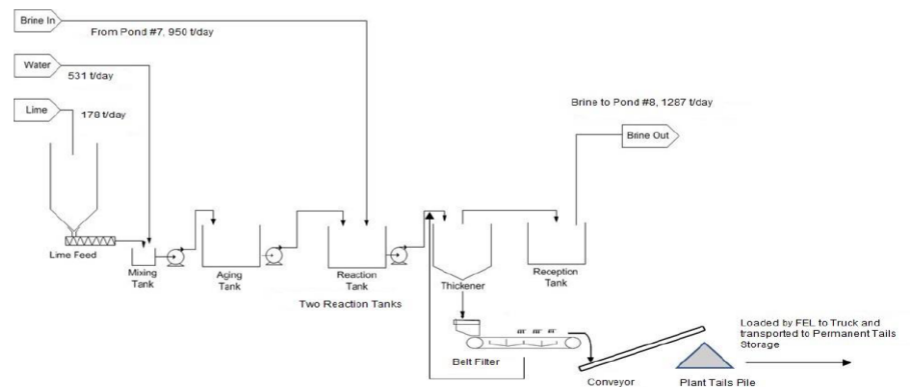 Brine In
From Pond #7, 950 t/day
Water
531 t/day
Lime
178 t/day
Brine to Pond #8, 1287 t/day
Brine Out
Lime Feed
Mixing
Tank
Aging
Tank
Reaction
Tank
Two Reaction Tanks
Thickener
Reception
Tank
Belt Filter
Conveyor
Plant Tails Pile
Loaded by FEL to Truck and
transported to Permanent Tails
Storage